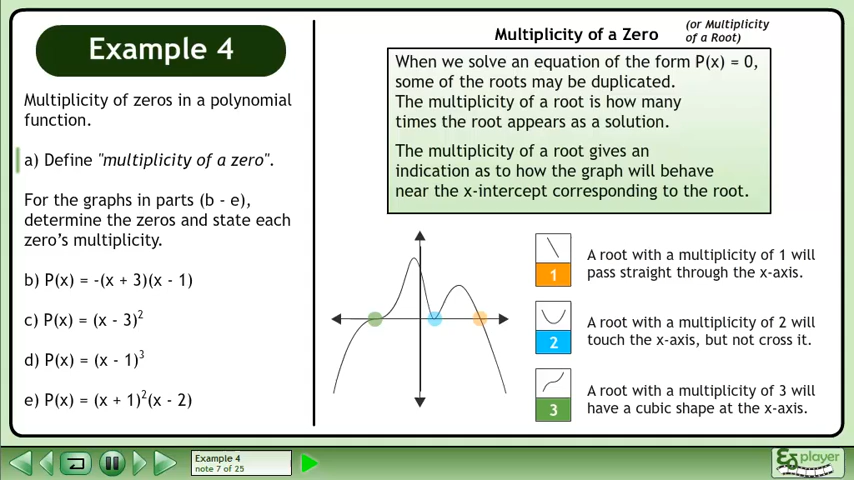 Example 4
Multiplicity of zeros in a polynomial
function.
a) Define "multiplicity of a zero".
For the graphs in parts (b - e),
determine the zeros and state each
zero's multiplicity.
b) P(x) = -(x + 3)(x - 1)
c) P(x) = (x - 3)²
d) P(x) = (x - 1)³
e) P(x) = (x + 1)²(x - 2)
Multiplicity of a Zero
(or Multiplicity
of a Root)
When we solve an equation of the form P(x) = 0,
some of the roots may be duplicated.
The multiplicity of a root is how many
times the root appears as a solution.
The multiplicity of a root gives an
indication as to how the graph will behave
near the x-intercept corresponding to the root.
1
A root with a multiplicity of 1 will
pass straight through the x-axis.
2
A root with a multiplicity of 2 will
touch the x-axis, but not cross it.
3
A root with a multiplicity of 3 will
have a cubic shape at the x-axis.
Example 4
note 7 of 25
player